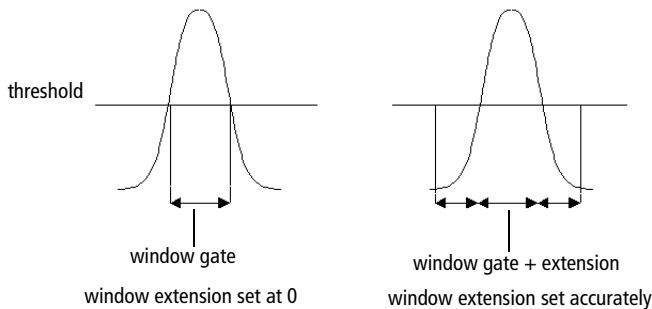 threshold
window gate
window extension set at 0
window gate + extension
window extension set accurately